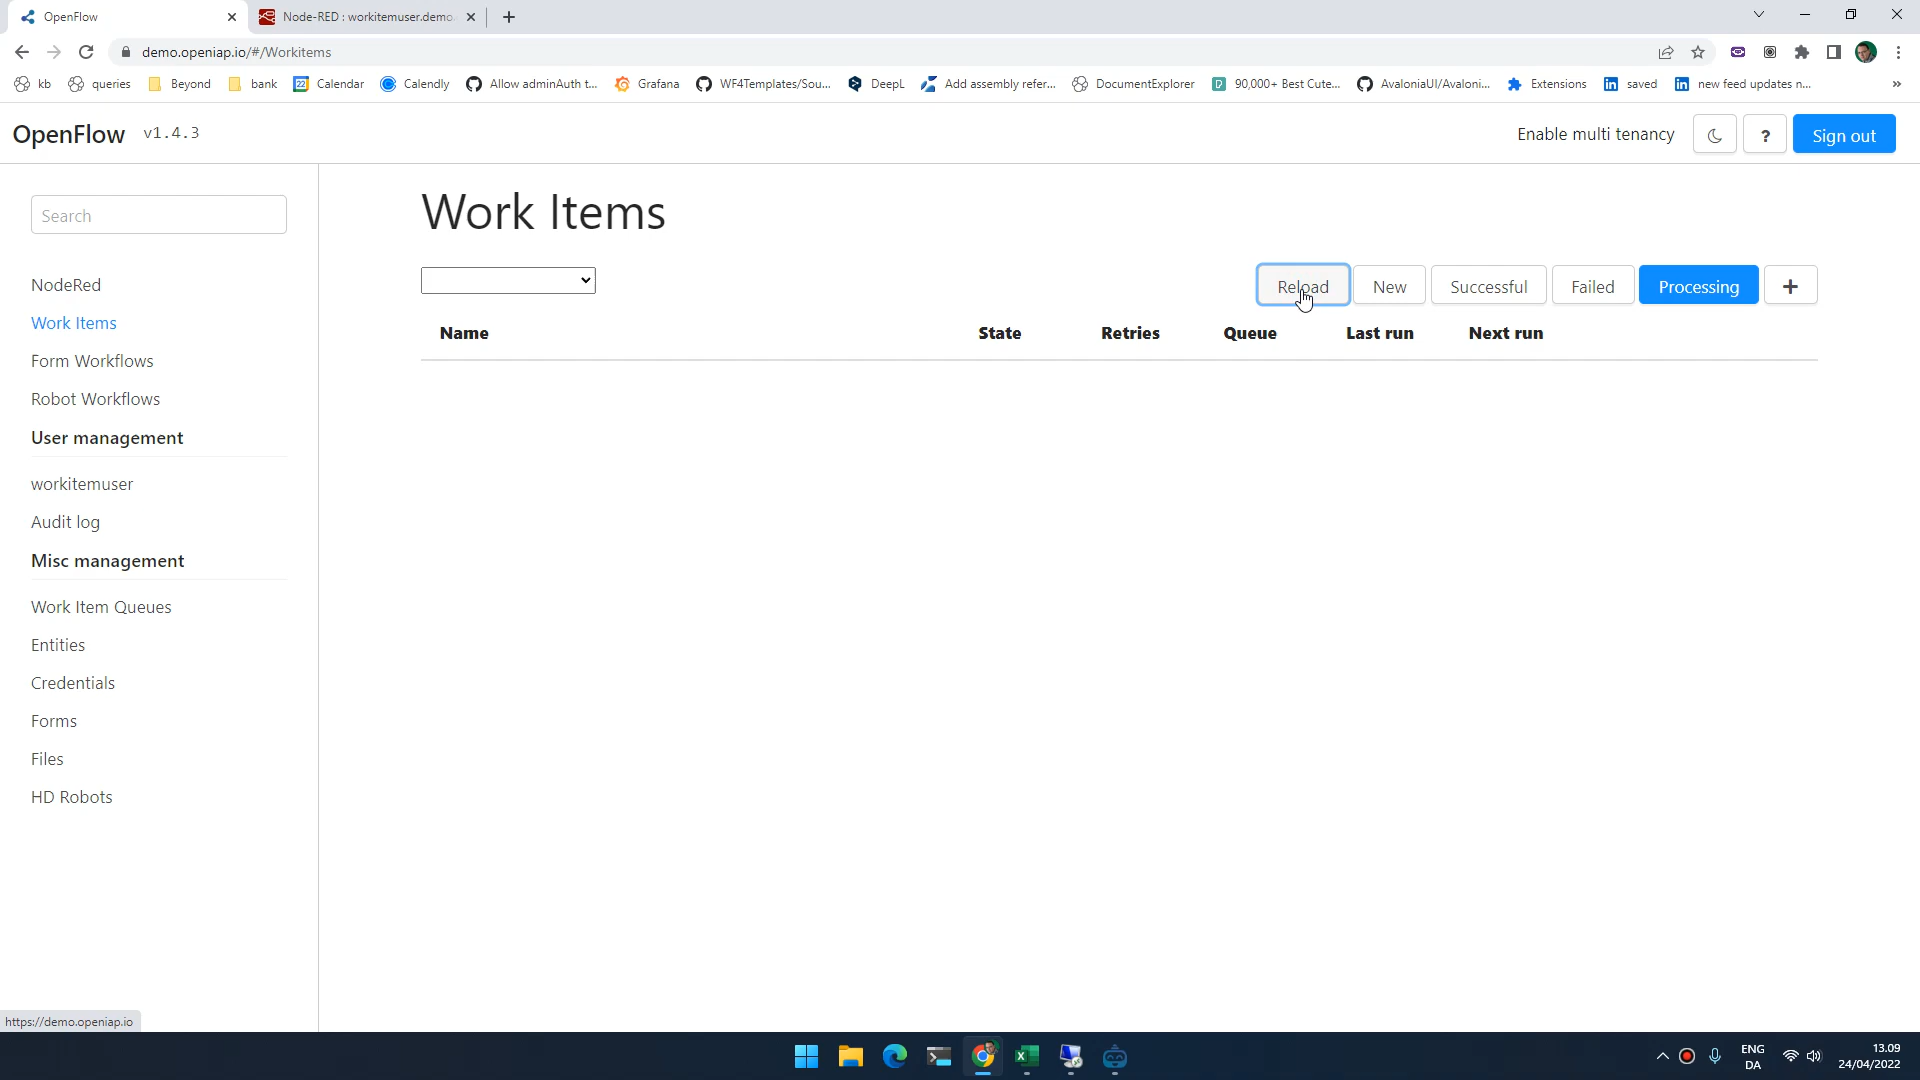 OpenFlow
Node-RED : workitemuser.demo.
demo.openiap.io/#/Workitems
kb
queries
Beyond
bank
Calendar
Calendly
Allow adminAuth t...
Grafana
WF4Templates/Sou...
DeepL
Add assembly refer...
DocumentExplorer
90,000+ Best Cute...
AvaloniaUI/Avaloni...
Extensions
saved
new feed updates n...
»
OpenFlow v1.4.3
Enable multi tenancy
?
Sign out
Search
NodeRed
Work Items
Form Workflows
Robot Workflows
User management
workitemuser
Audit log
Misc management
Work Item Queues
Entities
Credentials
Forms
Files
HD Robots
Work Items
Reload
New
Successful
Failed
Processing
+
Name State Retries Queue Last run Next run
https://demo.openiap.io
ENG
DA
13.09
24/04/2022